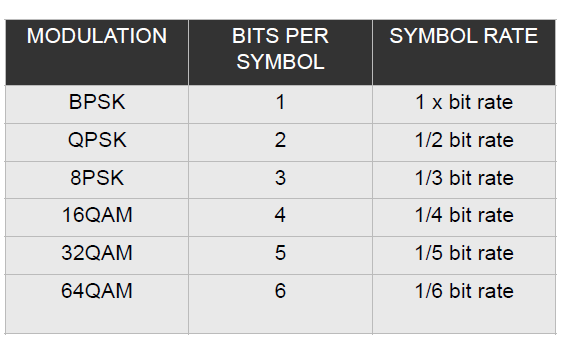 MODULATION BITS PER SYMBOL SYMBOL RATE
BPSK 1 1 x bit rate
QPSK 2 1/2 bit rate
8PSK 3 1/3 bit rate
16QAM 4 1/4 bit rate
32QAM 5 1/5 bit rate
64QAM 6 1/6 bit rate